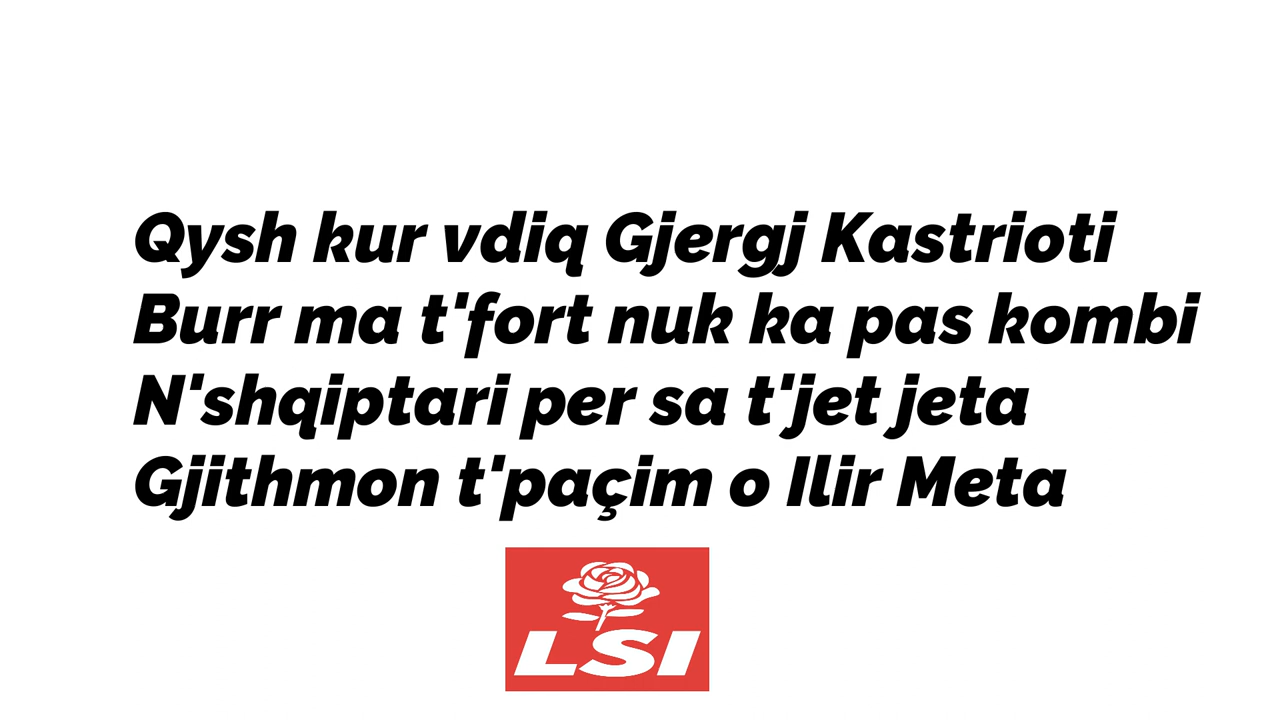 Qysh kur vdiq Gjergj Kastrioti
Burr ma t'fort nuk ka pas kombi
N'shqiptari per sa t'jet jeta
Gjithmon t'paçim o Ilir Meta
LSI